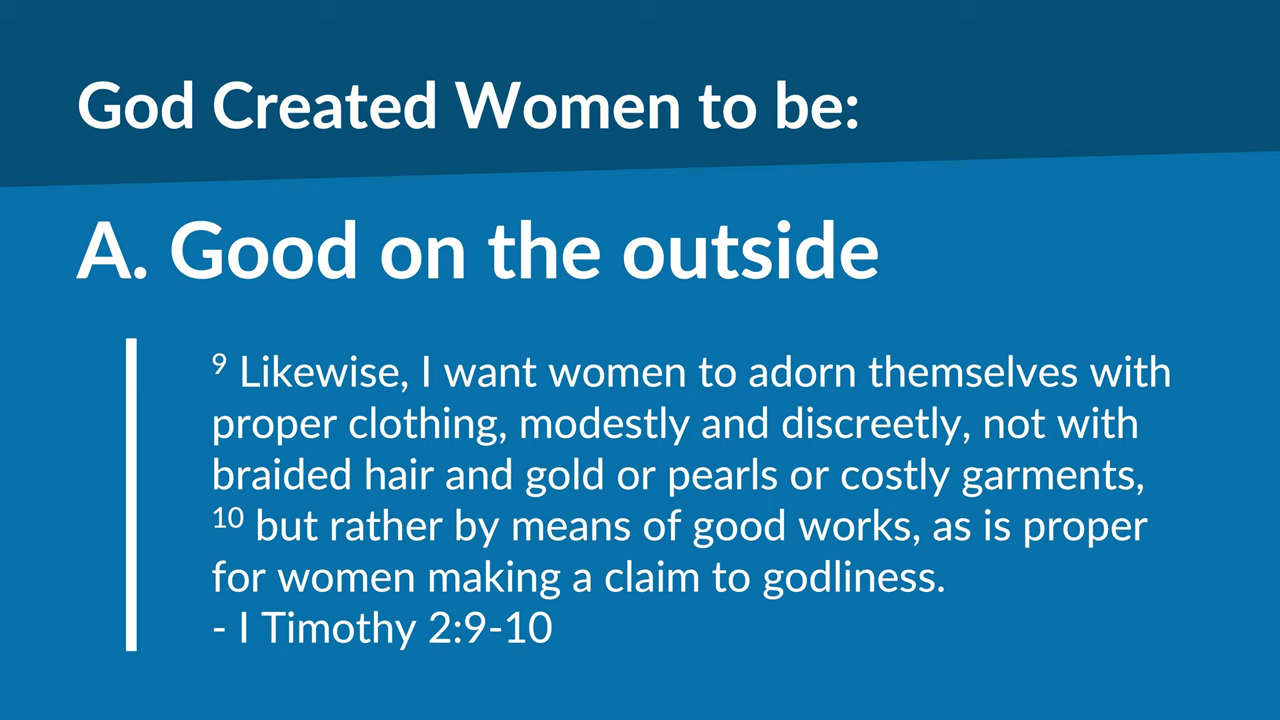 God Created Women to be:
A. Good on the outside
⁹ Likewise, I want women to adorn themselves with
proper clothing, modestly and discreetly, not with
braided hair and gold or pearls or costly garments,
¹⁰ but rather by means of good works, as is proper
for women making a claim to godliness.
- I Timothy 2:9-10